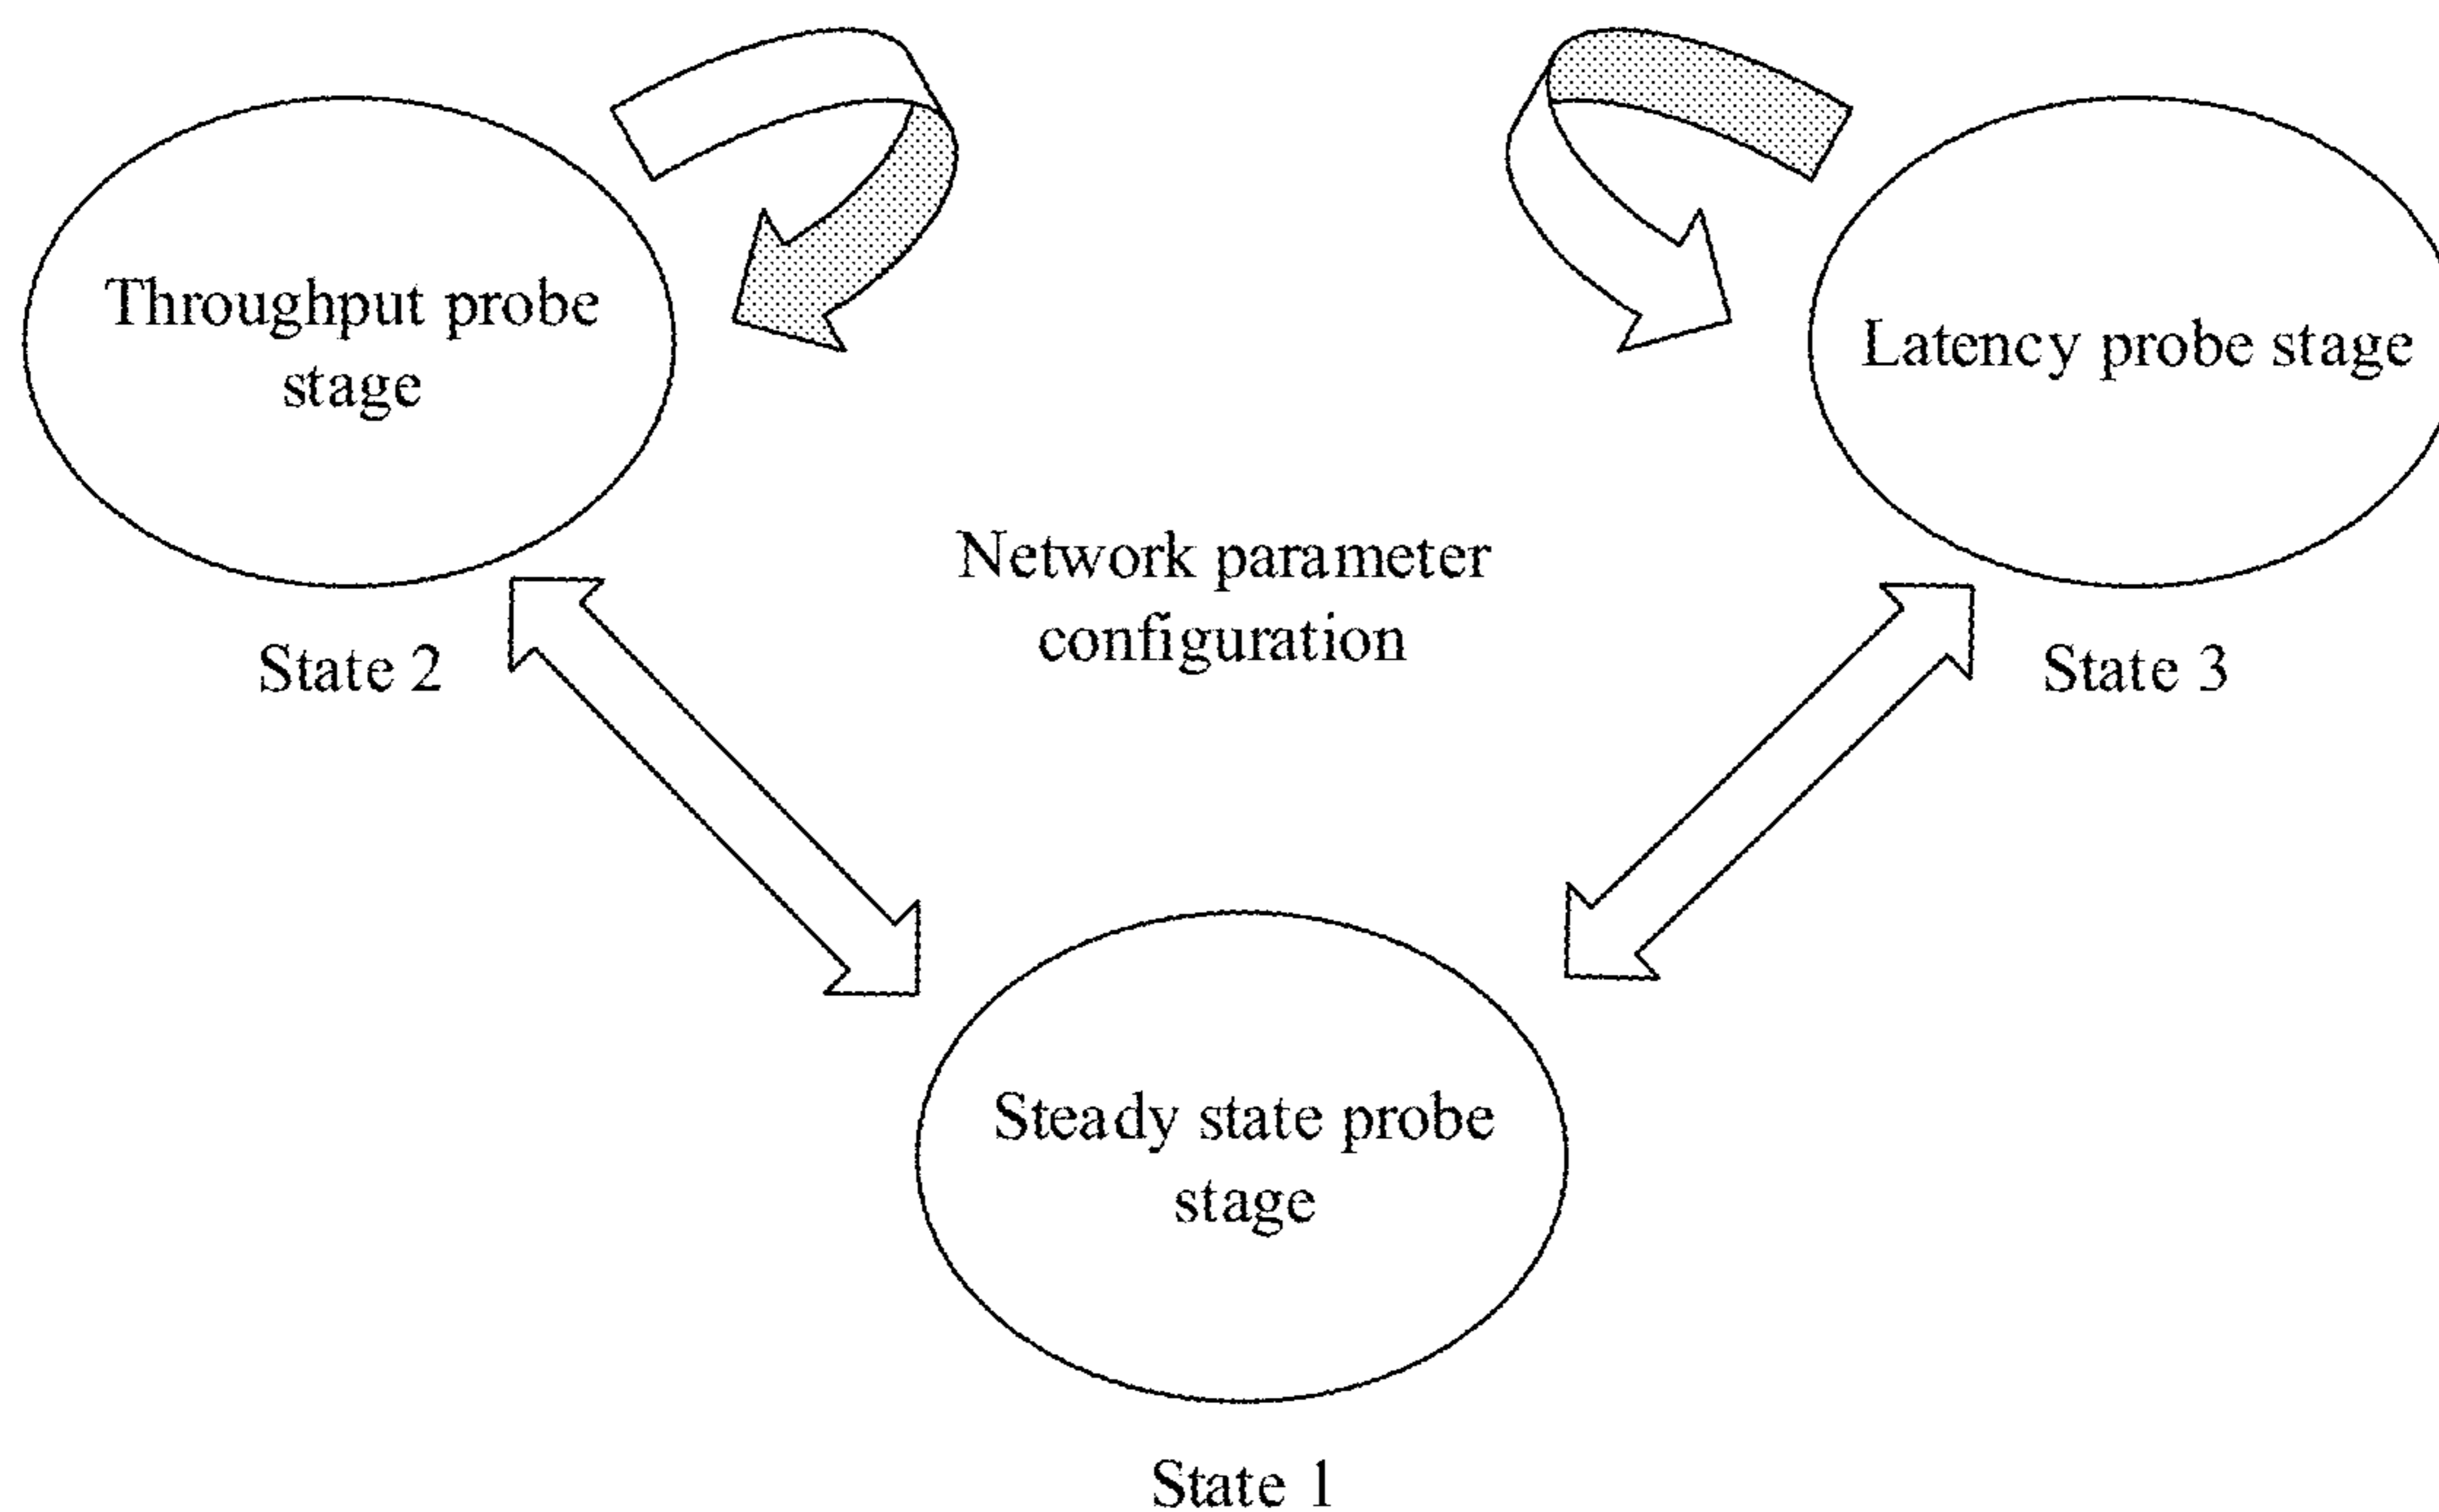 Throughput probe
stage
State 2
Latency probe stage
State 3
Network parameter
configuration
Steady state probe
stage
State 1